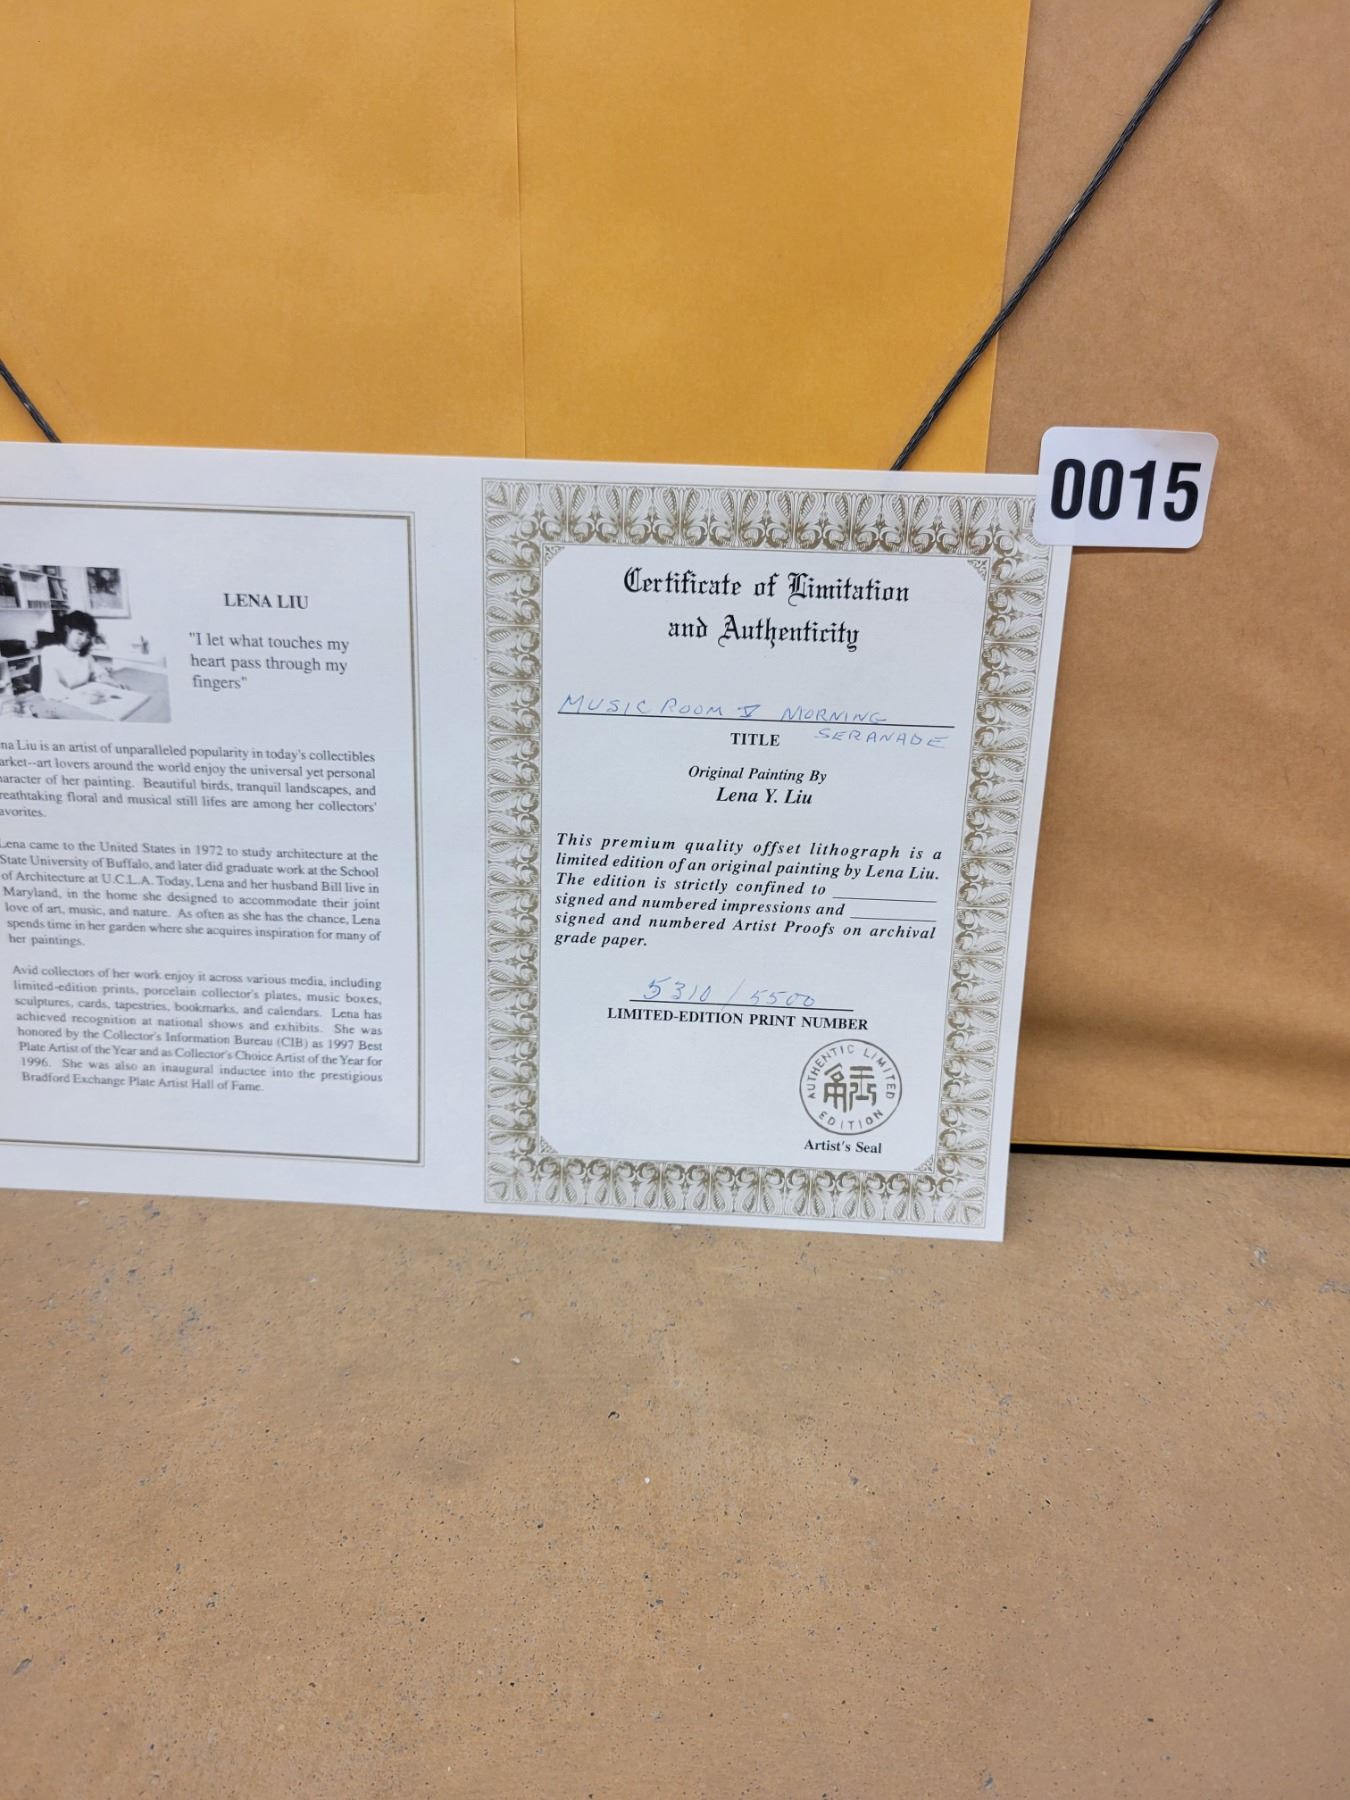 0015
LENA LIU
"I let what touches my
heart pass through my
fingers"
na Liu is an artist of unparalleled popularity in today's collectibles
arket--art lovers around the world enjoy the universal yet personal
aracter of her painting. Beautiful birds, tranquil landscapes, and
reathtaking floral and musical still lifes are among her collectors'
avorites.
Lena came to the United States in 1972 to study architecture at the
State University of Buffalo, and later did graduate work at the School
of Architecture at U.C.L.A. Today, Lena and her husband Bill live in
Maryland, in the home she designed to accommodate their joint
love of art, music, and nature. As often as she has the chance, Lena
spends time in her garden where she acquires inspiration for many of
her paintings.
Avid collectors of her work enjoy it across various media, including
limited-edition prints, porcelain collector's plates, music boxes,
sculptures, cards, tapestries, bookmarks, and calendars. Lena has
achieved recognition at national shows and exhibits. She was
honored by the Collector's Information Bureau (CIB) as 1997 Best
Plate Artist of the Year and as Collector's Choice Artist of the Year for
1996. She was also an inaugural inductee into the prestigious
Bradford Exchange Plate Artist Hall of Fame.
Certificate of Limitation
and Authenticity
MUSIC ROOM V MORNING
SERANADE
TITLE
Original Painting By
Lena Y. Liu
This premium quality offset lithograph is a
limited edition of an original painting by Lena Liu.
The edition is strictly confined to
signed and numbered impressions and
signed and numbered Artist Proofs on archival
grade paper.
5310 / 5500
LIMITED-EDITION PRINT NUMBER
AUTHENTIC LIMITED
EDITION
Artist's Seal